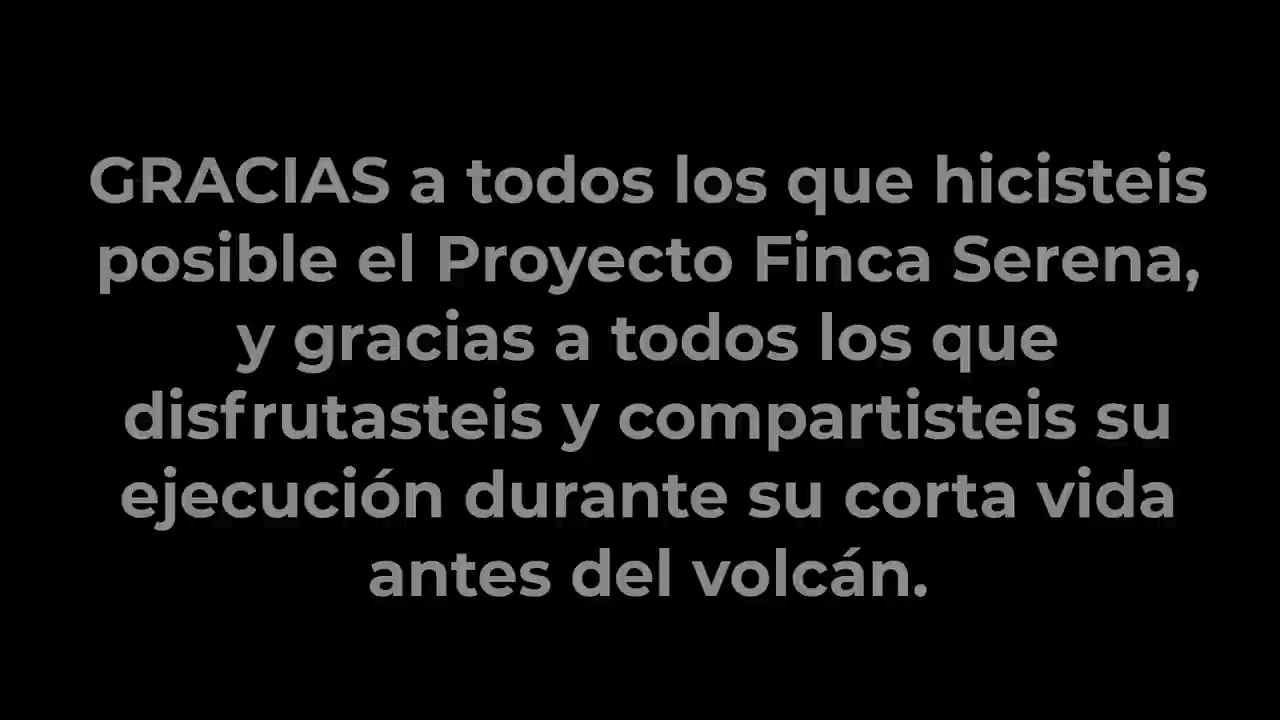 GRACIAS a todos los que hicisteis
posible el Proyecto Finca Serena,
y gracias a todos los que
disfrutasteis y compartisteis su
ejecución durante su corta vida
antes del volcán.